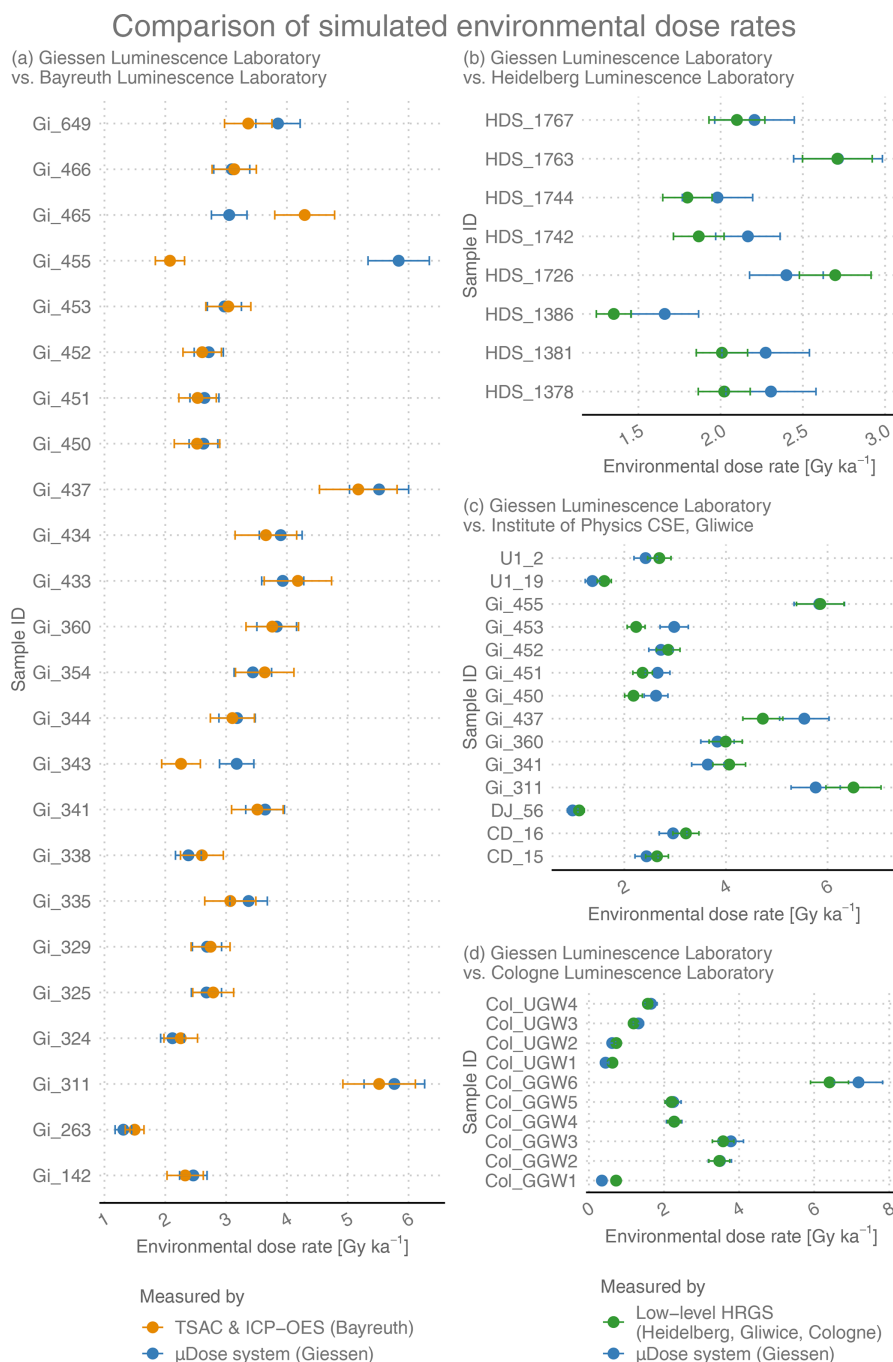 Comparison of simulated environmental dose rates
(a) Giessen Luminescence Laboratory
vs. Bayreuth Luminescence Laboratory
Sample ID
Gi_649
Gi_466
Gi_465
Gi_455
Gi_453
Gi_452
Gi_451
Gi_450
Gi_437
Gi_434
Gi_433
Gi_360
Gi_354
Gi_344
Gi_343
Gi_341
Gi_338
Gi_335
Gi_329
Gi_325
Gi_324
Gi_311
Gi_263
Gi_142
1 2 3 4 5 6
Environmental dose rate [Gy ka⁻¹]
Measured by
TSAC & ICP−OES (Bayreuth)
µDose system (Giessen)
(b) Giessen Luminescence Laboratory
vs. Heidelberg Luminescence Laboratory
Sample ID
HDS_1767
HDS_1763
HDS_1744
HDS_1742
HDS_1726
HDS_1386
HDS_1381
HDS_1378
1.5 2.0 2.5 3.0
Environmental dose rate [Gy ka⁻¹]
(c) Giessen Luminescence Laboratory
vs. Institute of Physics CSE, Gliwice
Sample ID
U1_2
U1_19
Gi_455
Gi_453
Gi_452
Gi_451
Gi_450
Gi_437
Gi_360
Gi_341
Gi_311
DJ_56
CD_16
CD_15
2 4 6
Environmental dose rate [Gy ka⁻¹]
(d) Giessen Luminescence Laboratory
vs. Cologne Luminescence Laboratory
Sample ID
Col_UGW4
Col_UGW3
Col_UGW2
Col_UGW1
Col_GGW6
Col_GGW5
Col_GGW4
Col_GGW3
Col_GGW2
Col_GGW1
0 2 4 6 8
Environmental dose rate [Gy ka⁻¹]
Measured by
Low−level HRGS
(Heidelberg, Gliwice, Cologne)
µDose system (Giessen)